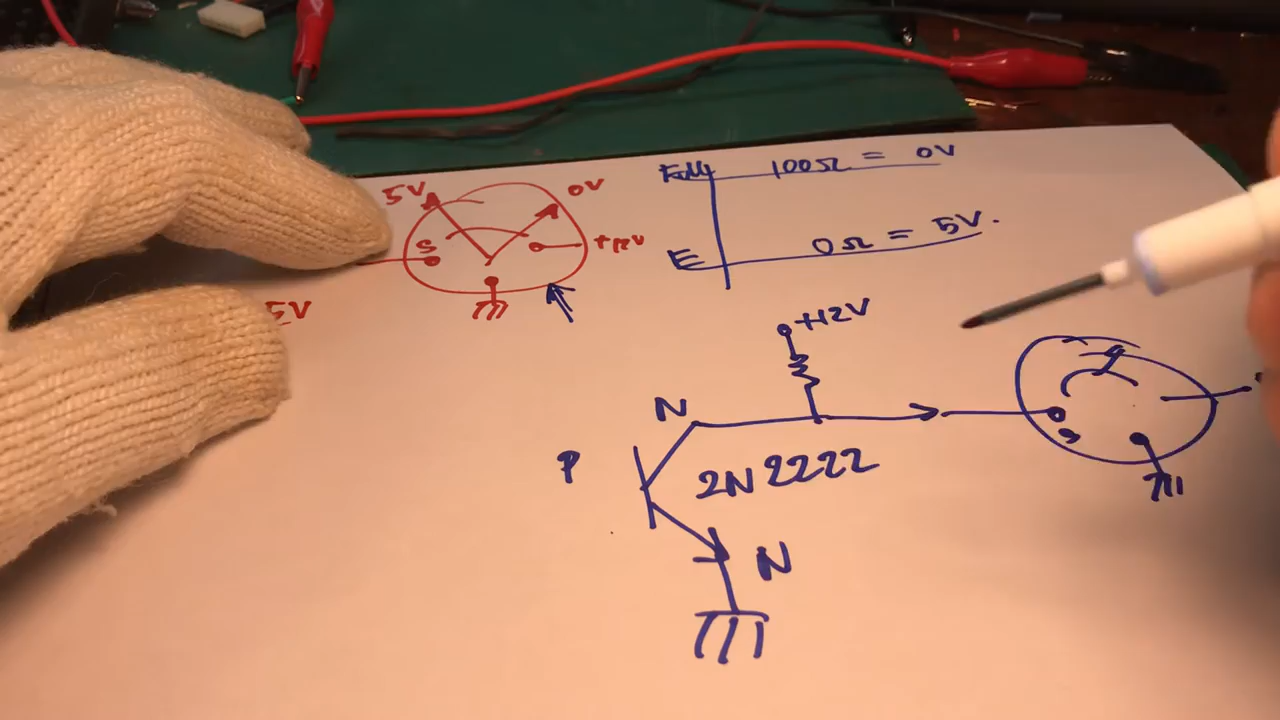 5V
0V
S
+12V
5V
Full 100Ω = 0V
E 0Ω = 5V.
+12V
N
P
2N2222
N
S